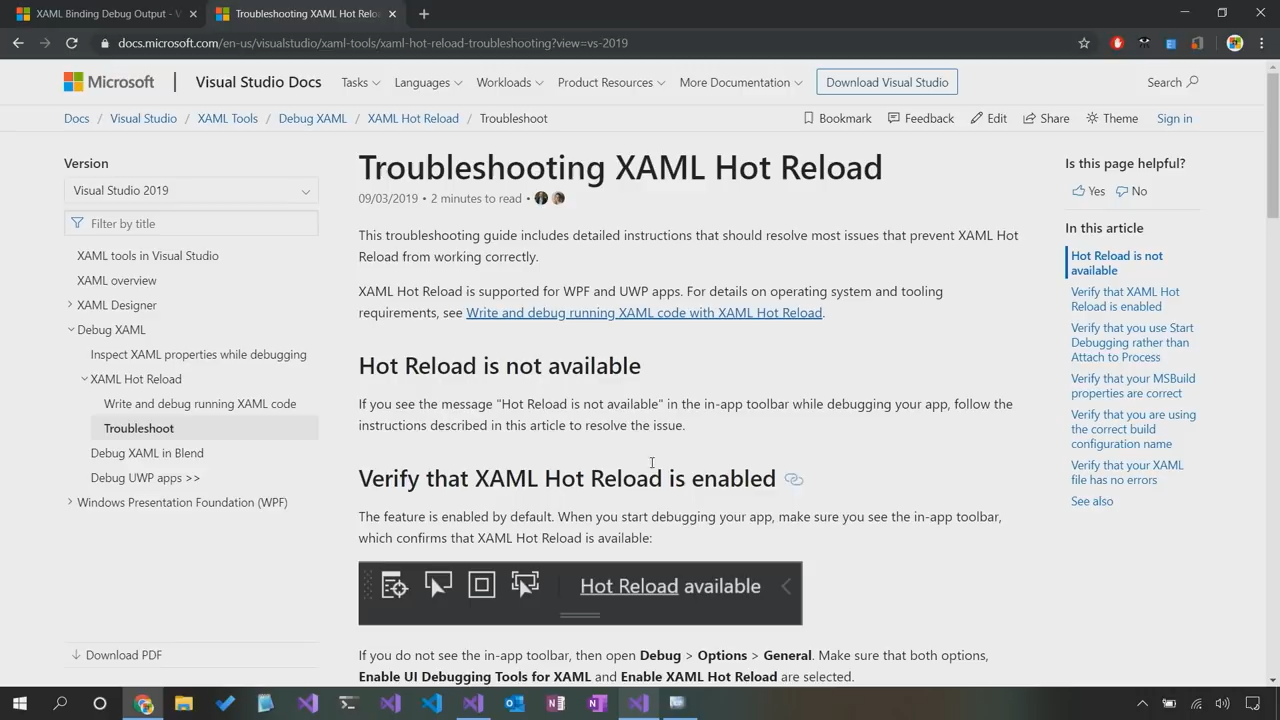 XAML Binding Debug Output - V
Troubleshooting XAML Hot Reloa
docs.microsoft.com/en-us/visualstudio/xaml-tools/xaml-hot-reload-troubleshooting?view=vs-2019
Microsoft
Visual Studio Docs
Tasks
Languages
Workloads
Product Resources
More Documentation
Download Visual Studio
Search
Docs / Visual Studio / XAML Tools / Debug XAML / XAML Hot Reload / Troubleshoot
Bookmark
Feedback
Edit
Share
Theme
Sign in
Version
Visual Studio 2019
Filter by title
XAML tools in Visual Studio
XAML overview
XAML Designer
Debug XAML
Inspect XAML properties while debugging
XAML Hot Reload
Write and debug running XAML code
Troubleshoot
Debug XAML in Blend
Debug UWP apps >>
Windows Presentation Foundation (WPF)
Download PDF
Troubleshooting XAML Hot Reload
09/03/2019 • 2 minutes to read •
This troubleshooting guide includes detailed instructions that should resolve most issues that prevent XAML Hot
Reload from working correctly.
XAML Hot Reload is supported for WPF and UWP apps. For details on operating system and tooling
requirements, see Write and debug running XAML code with XAML Hot Reload.
Hot Reload is not available
If you see the message "Hot Reload is not available" in the in-app toolbar while debugging your app, follow the
instructions described in this article to resolve the issue.
Verify that XAML Hot Reload is enabled
The feature is enabled by default. When you start debugging your app, make sure you see the in-app toolbar,
which confirms that XAML Hot Reload is available:
Hot Reload available
If you do not see the in-app toolbar, then open Debug > Options > General. Make sure that both options,
Enable UI Debugging Tools for XAML and Enable XAML Hot Reload are selected.
Is this page helpful?
Yes
No
In this article
Hot Reload is not
available
Verify that XAML Hot
Reload is enabled
Verify that you use Start
Debugging rather than
Attach to Process
Verify that your MSBuild
properties are correct
Verify that you are using
the correct build
configuration name
Verify that your XAML
file has no errors
See also